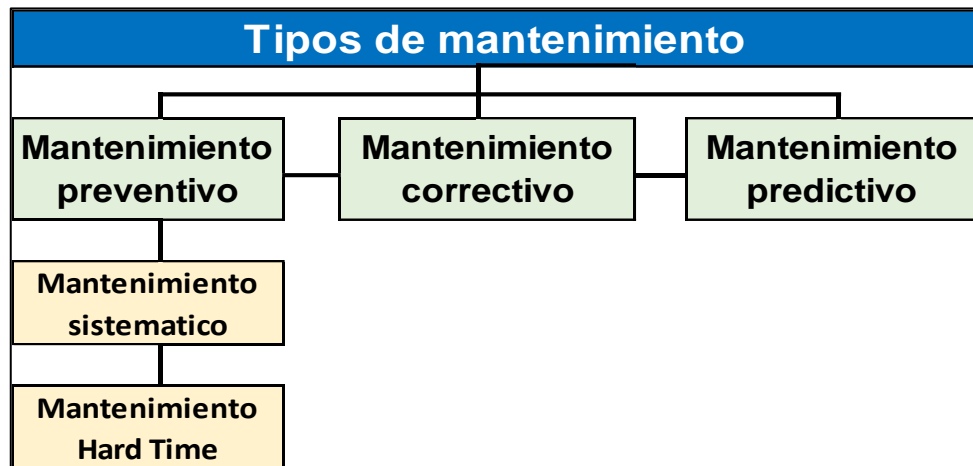 Tipos de mantenimiento
Mantenimiento
preventivo
Mantenimiento
correctivo
Mantenimiento
predictivo
Mantenimiento
sistematico
Mantenimiento
Hard Time